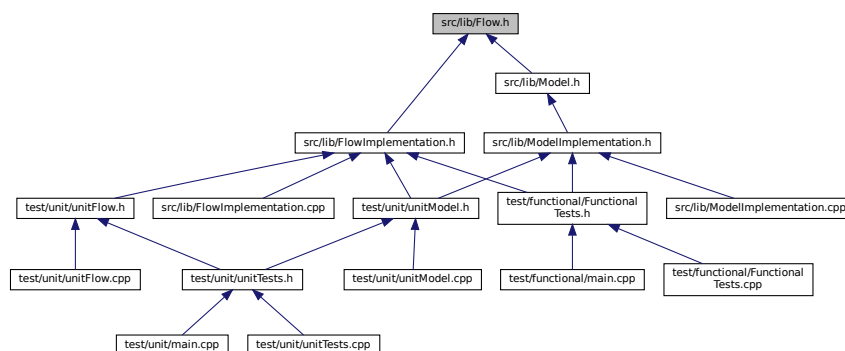 src/lib/Flow.h
src/lib/Model.h
src/lib/FlowImplementation.h
src/lib/ModelImplementation.h
test/unit/unitFlow.h
src/lib/FlowImplementation.cpp
test/unit/unitModel.h
test/functional/Functional
Tests.h
src/lib/ModelImplementation.cpp
test/unit/unitFlow.cpp
test/unit/unitTests.h
test/unit/unitModel.cpp
test/functional/main.cpp
test/functional/Functional
Tests.cpp
test/unit/main.cpp
test/unit/unitTests.cpp